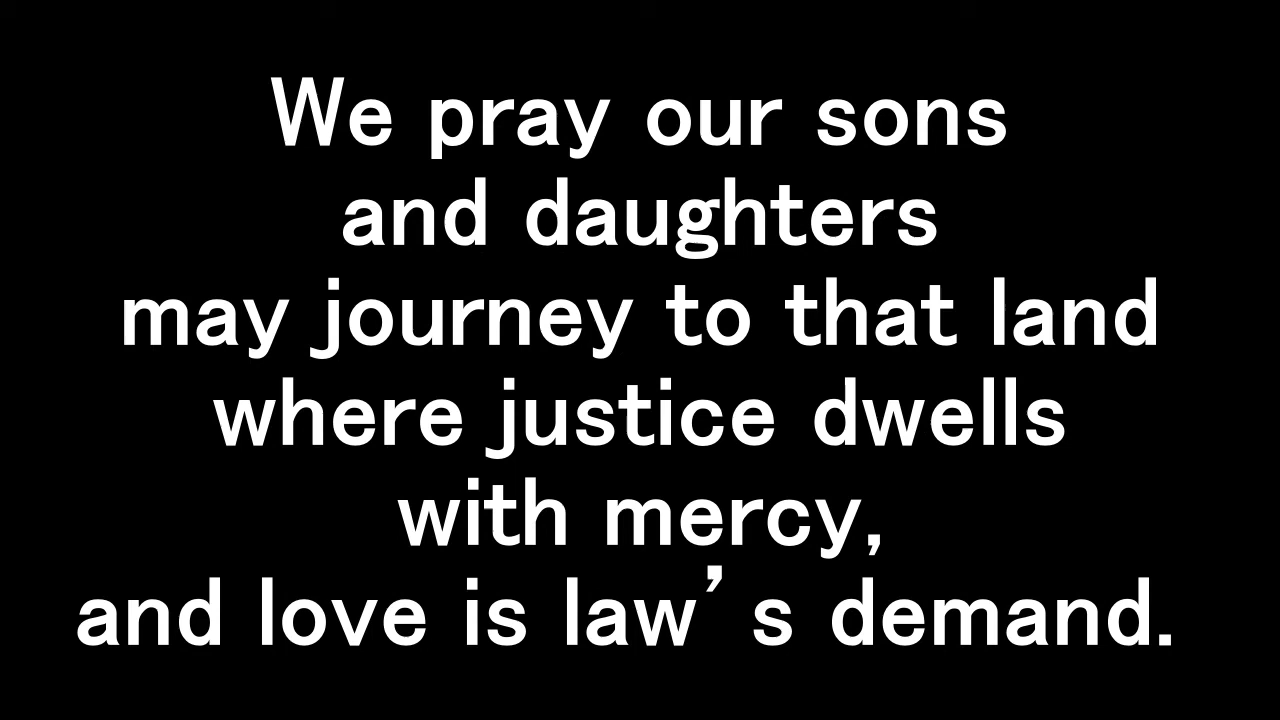 We pray our sons
and daughters
may journey to that land
where justice dwells
with mercy,
and love is law’s demand.